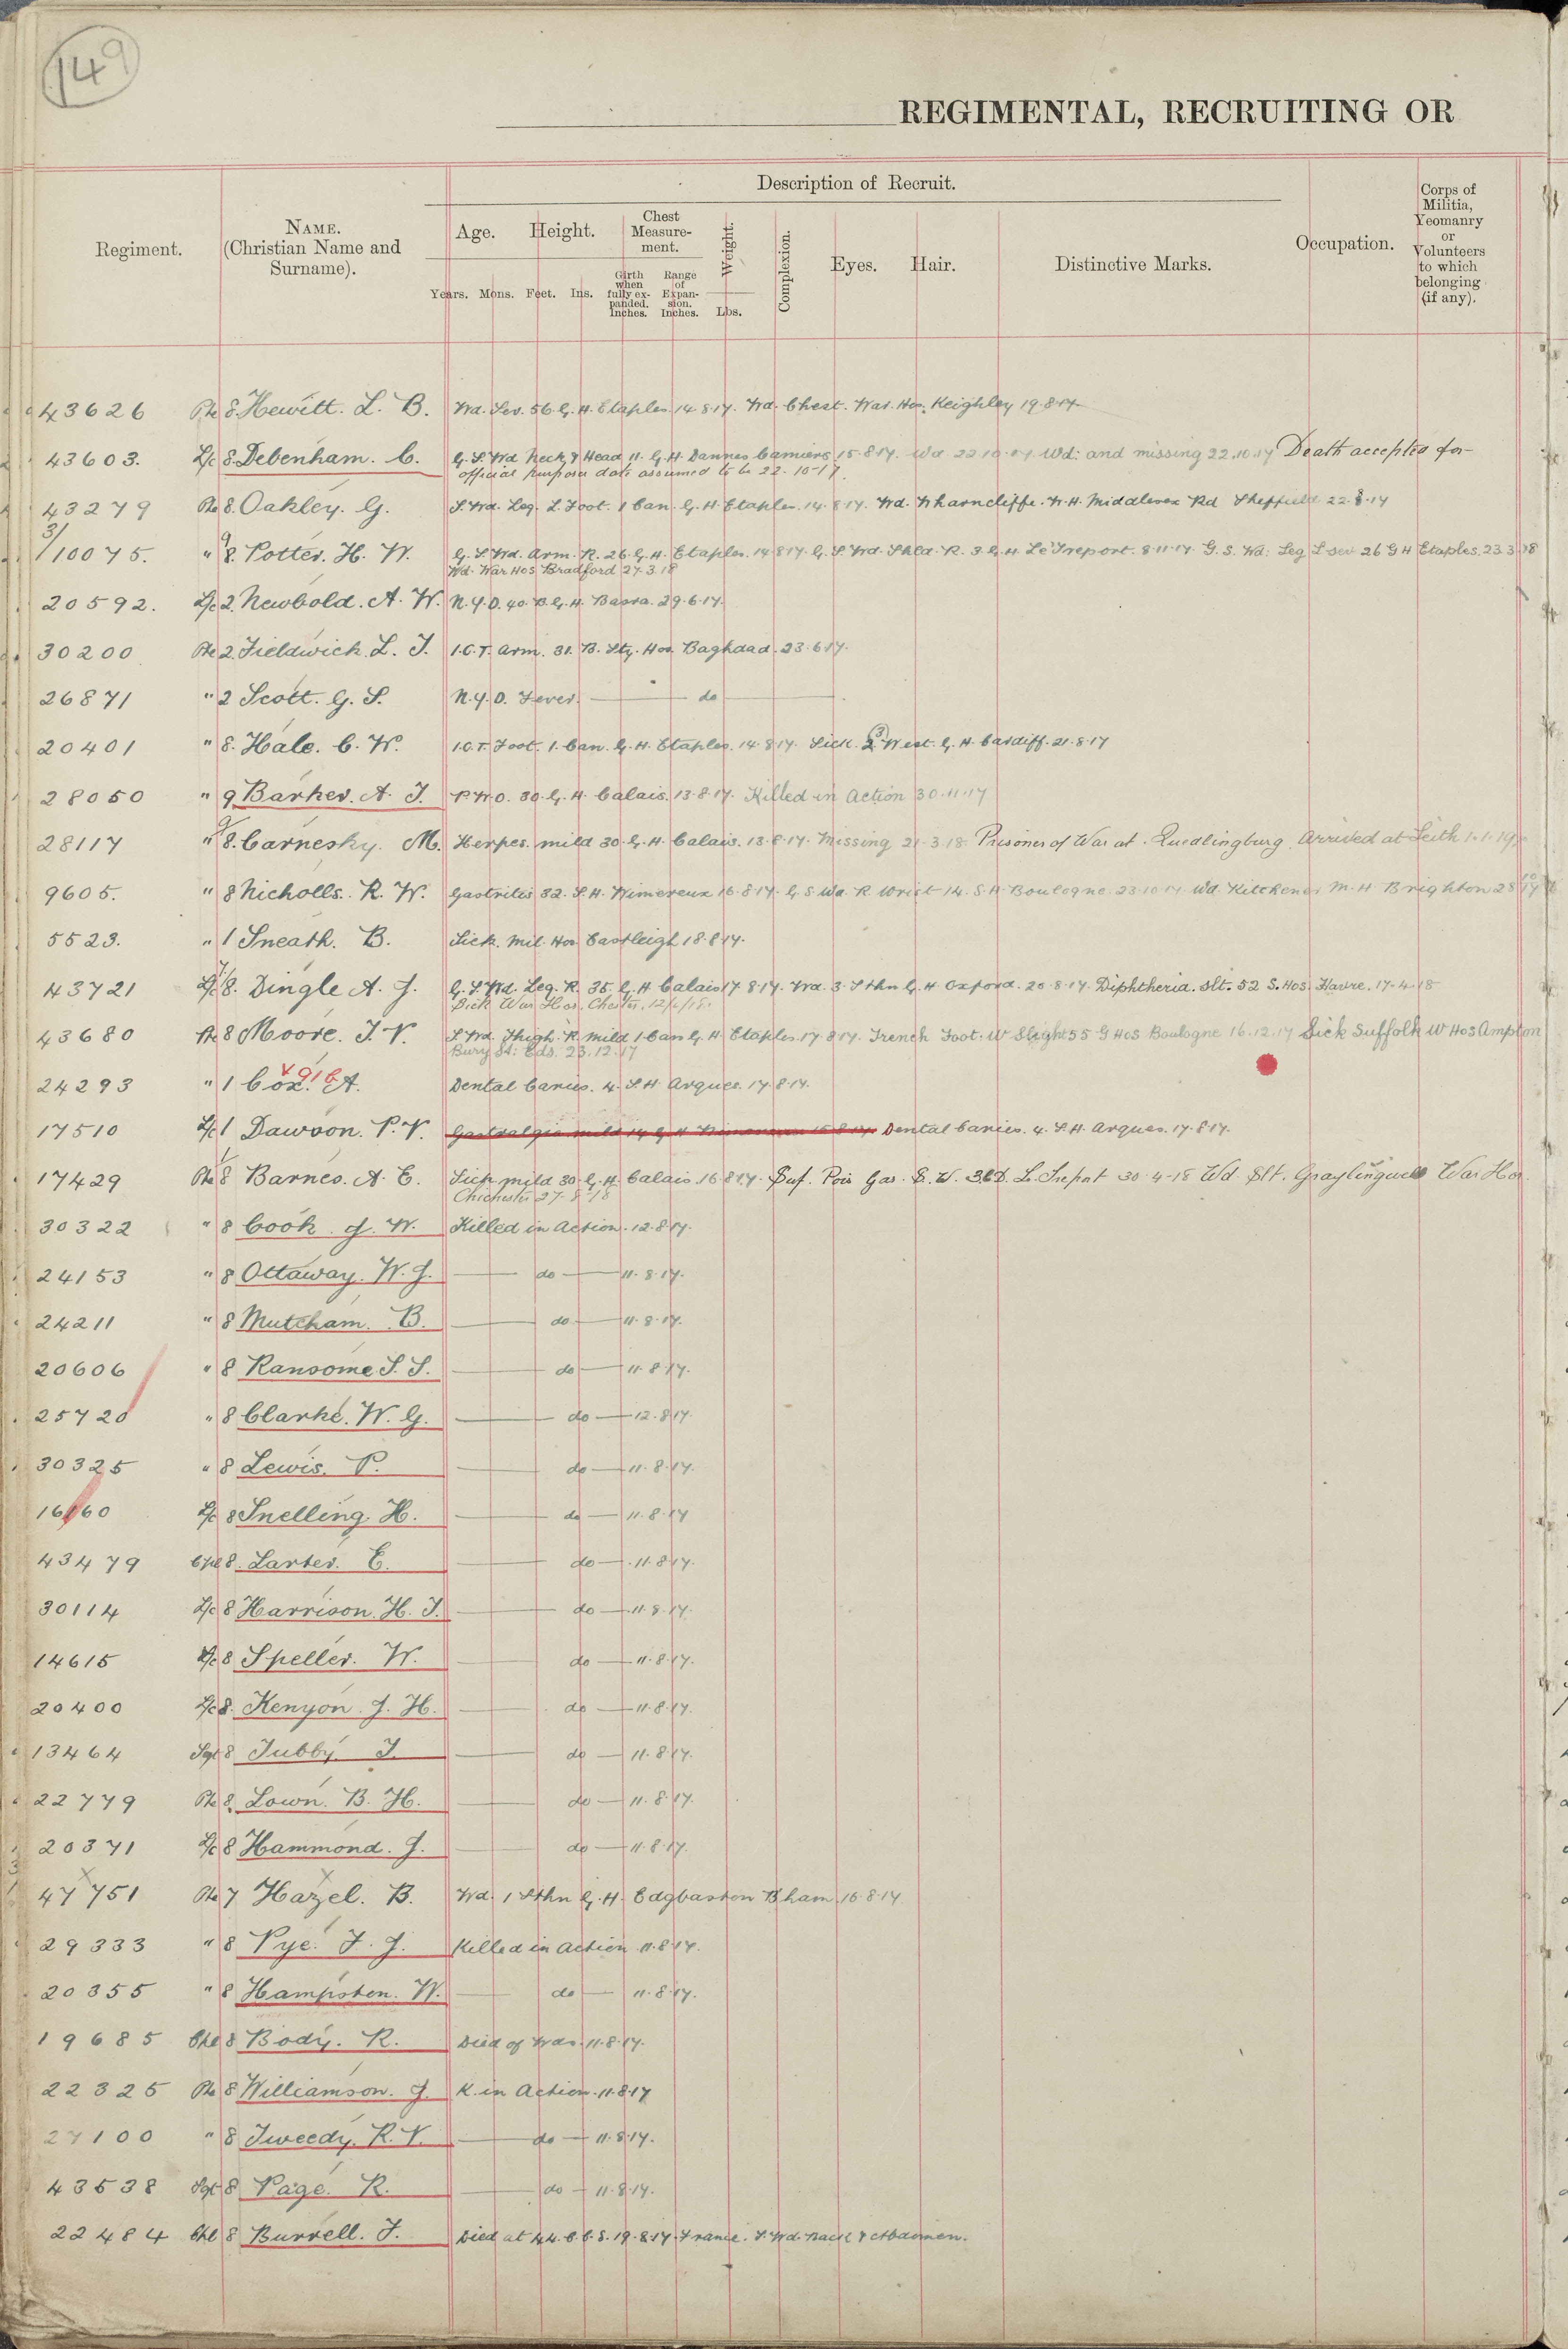 149
REGIMENTAL, RECRUITING OR
Description of Recruit.
Regiment.
NAME.
(Christian Name and
Surname).
Age.
Height.
Chest
Measure-
ment.
Weight.
Complexion.
Eyes.
Hair.
Distinctive Marks.
Occupation.
Corps of
Militia,
Yeomanry
or
Volunteers
to which
belonging
(if any).
Years. Mons. Feet. Ins.
Girth
when
fully ex-
panded.
Inches.
Range
of
Expan-
sion.
Inches.
Lbs.
43626 Pte 8 Hewitt. L. B. Wd. Sev. 56. G. H. Etaples. 14.8.17. Wd. Chest. War. Hos. Keighley 19.8.17
43603. L/c 8 Debenham. C. G. S. Wd Neck & Head 11. G. H. Dannes Camiers 15.8.17. Wd 22.10.17 Wd: and missing 22.10.17 Death accepted for
official purposes date assumed to be 22.10.17.
43279 Pte 8. Oakley. G. S. Wd. Leg. L. Foot. 1 Can. G. H. Etaples. 14.8.17. Wd. Wharncliffe. W. H. Middlewood Rd Sheffield 22.8.17
3/
9
/10075. " 8. Potter. H. W. G. S. Wd. Arm. R. 26. G. H. Etaples. 14.8.17. G. S. Wd. Shld. R. 3 G. H. Le Treport. 8.11.17. G. S. Wd: Leg L sev 26 G H Etaples. 23.3.18
Wd. War Hos Bradford 27.3.18
20592. L/c 2. Newbold. A. W. N. Y. D. 40. B. G. H. Basra. 29.6.17.
30200 Pte 2. Fieldwick. L. J. I.C.T. Arm. 31. B. Sty. Hos. Baghdad. 23.6.17.
26871 " 2 Scott. G. S. N. Y. D. Fever. do
20401 " 8. Hale. C. W. I.C.T. Foot. 1. Can. G. H. Etaples. 14.8.17. Sick. 2 (3) West. G. H. Cardiff. 21.8.17
28050 " 9 Barker. A. J. P.U.O. 30. G. H. Calais. 13.8.17. Killed in Action 30.11.17
28117 " 8. Carnesky. M. Herpes. mild 30. G. H. Calais. 13.8.17. Missing 21.3.18 Prisoner of War at Quedlingburg. Arrived at Leith 1.1.19
9605. " 8 Nicholls. R. W. Gastritis 32. S. H. Wimereux 16.8.17. G S Wd R. Wrist 14. S. H. Boulogne. 23.10.17 Wd. Kitchener M. H Brighton 28.10.17
5523. " 1 Sneath. B. Sick. Mil. Hos. Eastleigh 18.8.17.
43721 L/c 7/8. Dingle A. J. G. S. Wd. Leg. R. 35. G. H Calais 17.8.17. Wd. 3. Sthn G. H Oxford. 20.8.17. Diphtheria. slt. 52 S. Hos. Havre. 17.4.18
Sick War Hos. Chester. 12/6/18.
43680 Pte 8 Moore. J. V. S. Wd. Thigh. R. mild 1 Can G. H Etaples. 17.8.17. Trench Foot. W Slight 55 G Hos Boulogne 16.12.17 Sick Suffolk W Hos Ampton
Bury St: Eds. 23.12.17
24293 " 1 Cox. A. Dental Caries. 4. S. H Arques. 17.8.17.
17510 L/c 1 Dawson. P. V. Gastralgia mild 14 G. H Wimereux 15.8.17. Dental Caries. 4. S. H. Arques. 17.8.17.
17429 Pte 8 Barnes. A. E. Sick mild 30. G. H. Calais. 16.8.17. Suf. Pois Gas. S. W. 3 C.D. Le Treport 30.4.18 Wd. Slt. Graylingwell War Hos.
Chichester 27.8.18
30322 " 8 Cook. J. W. Killed in Action. 12.8.17.
24153 " 8 Ottaway. W. J. do 11.8.17.
24211 " 8 Mutcham. B. do 11.8.17.
20606 " 8 Ransome S. S. do 11.8.17.
25720 " 8 Clarke. W. G. do 12.8.17.
30325 " 8 Lewis. P. do 11.8.17.
16160 L/c 8 Snelling H. do 11.8.17
43479 Cpl 8. Larter. E. do 11.8.17.
30114 L/c 8 Harrison. H. J. do 11.8.17.
14615 L/c 8 Speller. W. do 11.8.17.
20400 L/c 8. Kenyon. J. H. do 11.8.17.
13464 Sgt 8 Tubby. J. do 11.8.17.
22779 Pte 8. Lown. B. H. do 11.8.17.
20371 L/c 8 Hammond. J. do 11.8.17.
47751 Pte 7 Hazel. B. Wd. 1 Sthn G. H. Edgbaston B'ham. 16.8.17.
29333 " 8 Pye. F. J. Killed in Action 11.8.17.
20355 " 8 Hampston. W. do 11.8.17.
19685 Cpl 8 Body. R. Died of Wds. 11.8.17.
22325 Pte 8 Williamson. J. K. in Action. 11.8.17
27100 " 8 Tweedy. R. V. do 11.8.17.
43538 Sgt 8 Page. R. do 11.8.17.
22484 Cpl 8 Burrell. F. Died at 44. C.C.S. 19.8.17. France. S. Wd. Back & Abdomen.